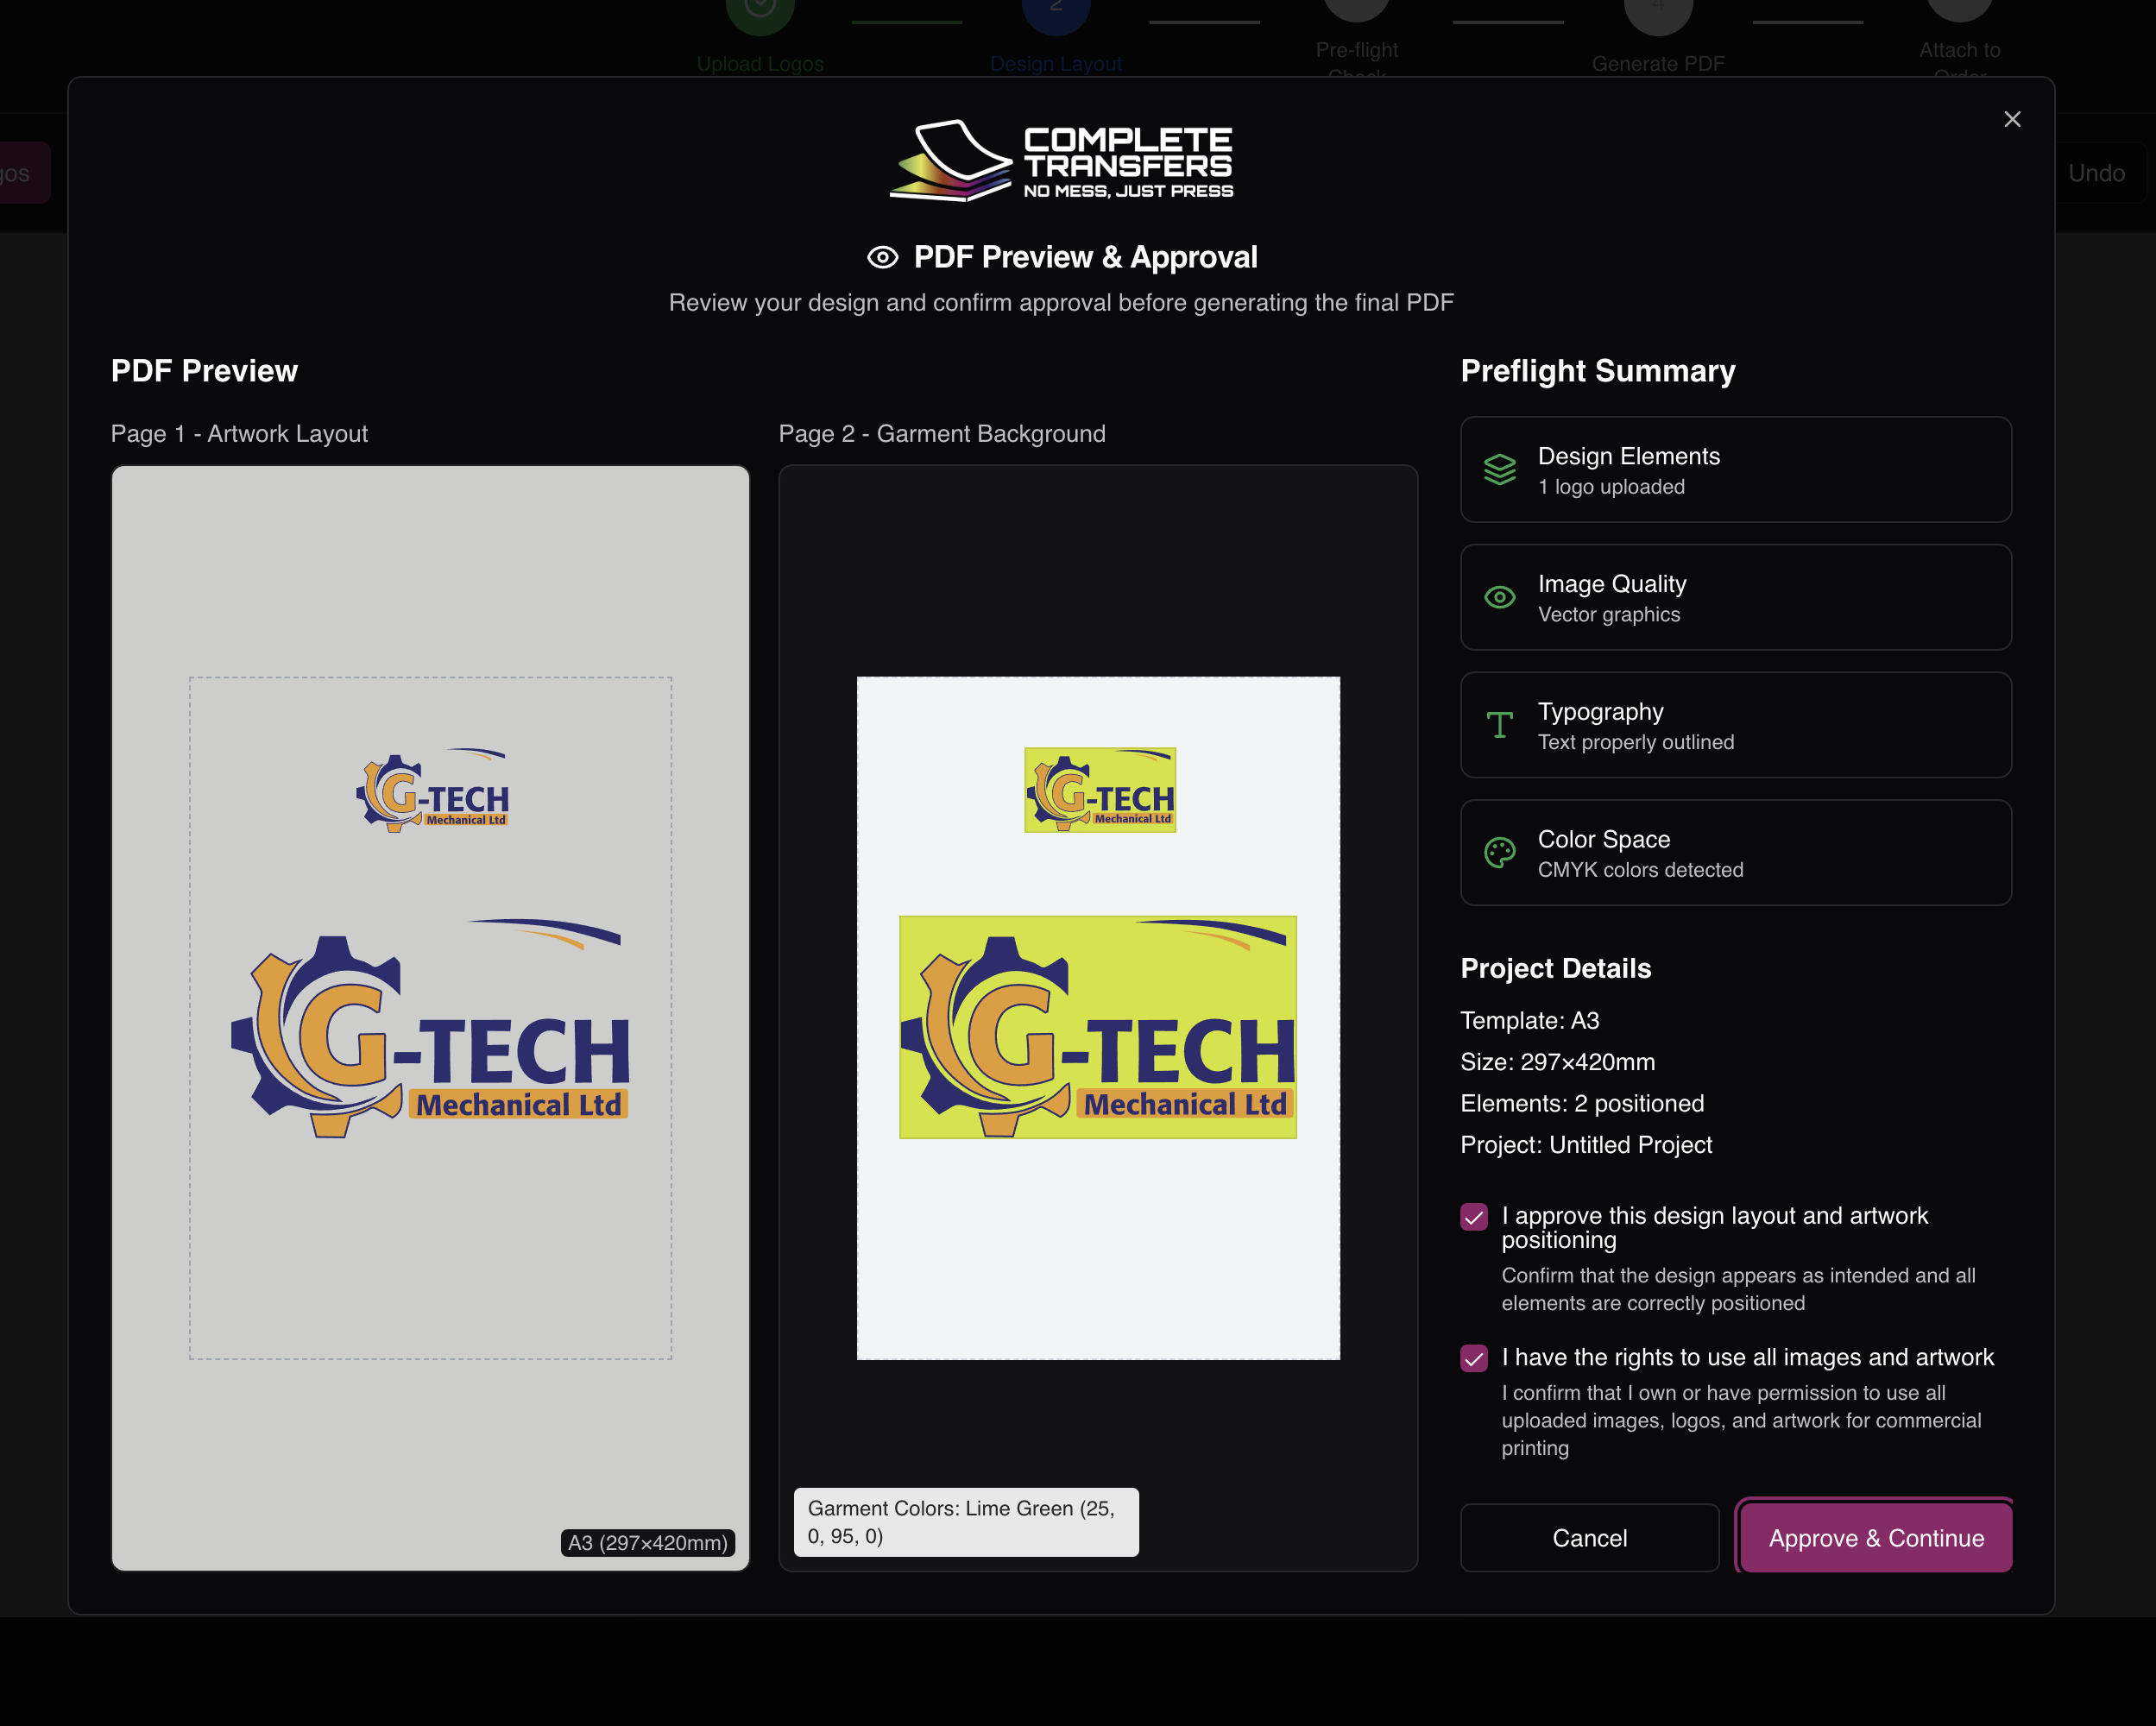 2
4
Upload Logos
Design Layout
Pre-flight
Check
Generate PDF
Attach to
Order
gos
Undo
COMPLETE
TRANSFERS
NO MESS, JUST PRESS
PDF Preview & Approval
Review your design and confirm approval before generating the final PDF
PDF Preview
Page 1 - Artwork Layout
G-TECH
Mechanical Ltd
G-TECH
Mechanical Ltd
A3 (297×420mm)
Page 2 - Garment Background
G-TECH
Mechanical Ltd
G-TECH
Mechanical Ltd
Garment Colors: Lime Green (25,
0, 95, 0)
Preflight Summary
Design Elements
1 logo uploaded
Image Quality
Vector graphics
Typography
Text properly outlined
Color Space
CMYK colors detected
Project Details
Template: A3
Size: 297×420mm
Elements: 2 positioned
Project: Untitled Project
I approve this design layout and artwork
positioning
Confirm that the design appears as intended and all
elements are correctly positioned
I have the rights to use all images and artwork
I confirm that I own or have permission to use all
uploaded images, logos, and artwork for commercial
printing
Cancel
Approve & Continue